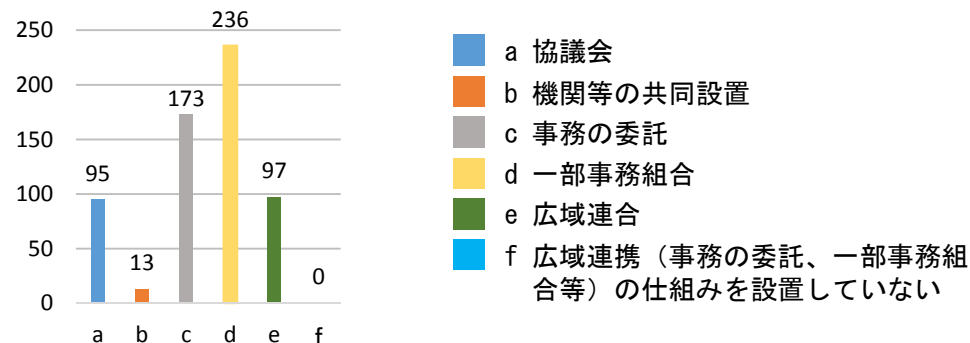 250
200
150
100
50
0
95
13
173
236
97
0
a b c d e f
a 協議会
b 機関等の共同設置
c 事務の委託
d 一部事務組合
e 広域連合
f 広域連携（事務の委託、一部事務組
合等）の仕組みを設置していない